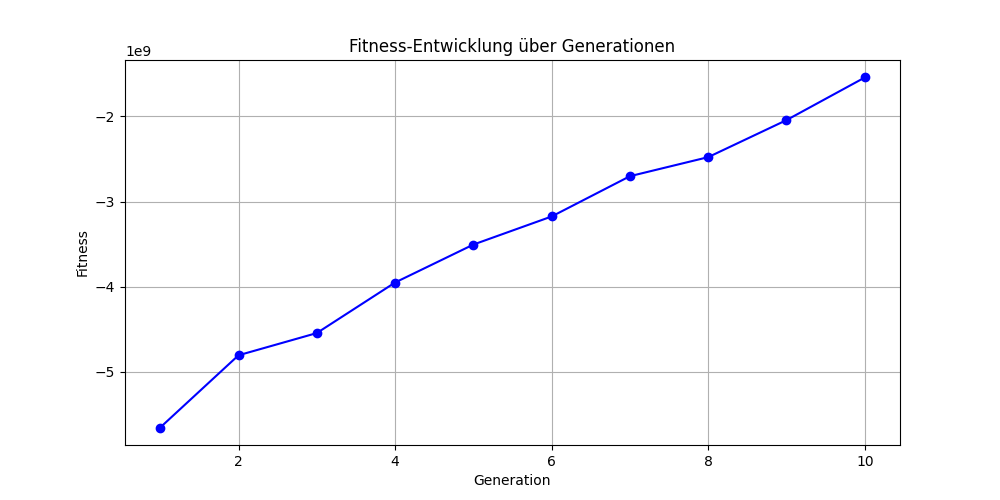 Fitness-Entwicklung über Generationen
1e9
−2
−3
−4
−5
Fitness
2 4 6 8 10
Generation